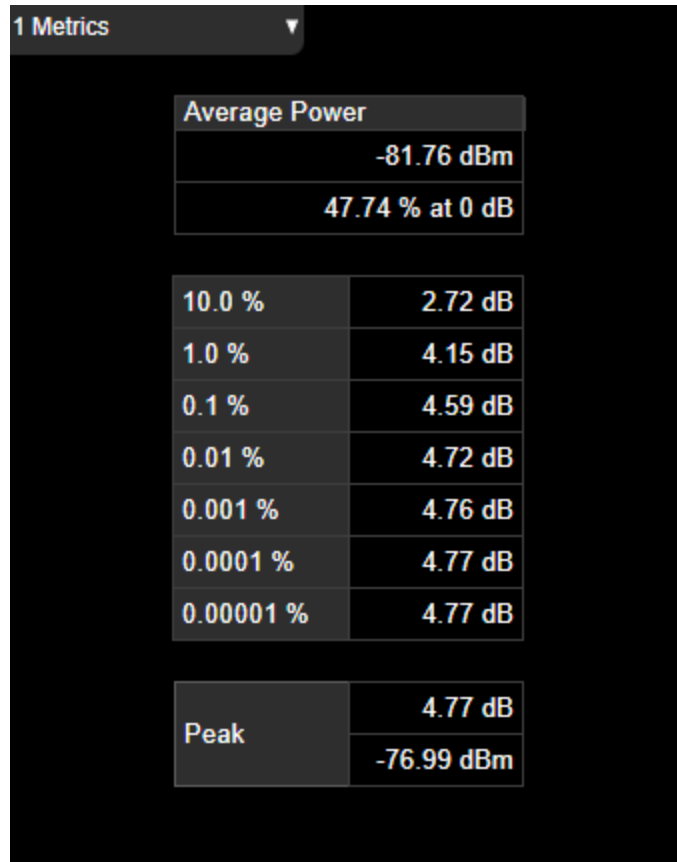 1 Metrics ▼
Average Power
-81.76 dBm
47.74 % at 0 dB
10.0 % 2.72 dB
1.0 % 4.15 dB
0.1 % 4.59 dB
0.01 % 4.72 dB
0.001 % 4.76 dB
0.0001 % 4.77 dB
0.00001 % 4.77 dB
Peak
4.77 dB
-76.99 dBm